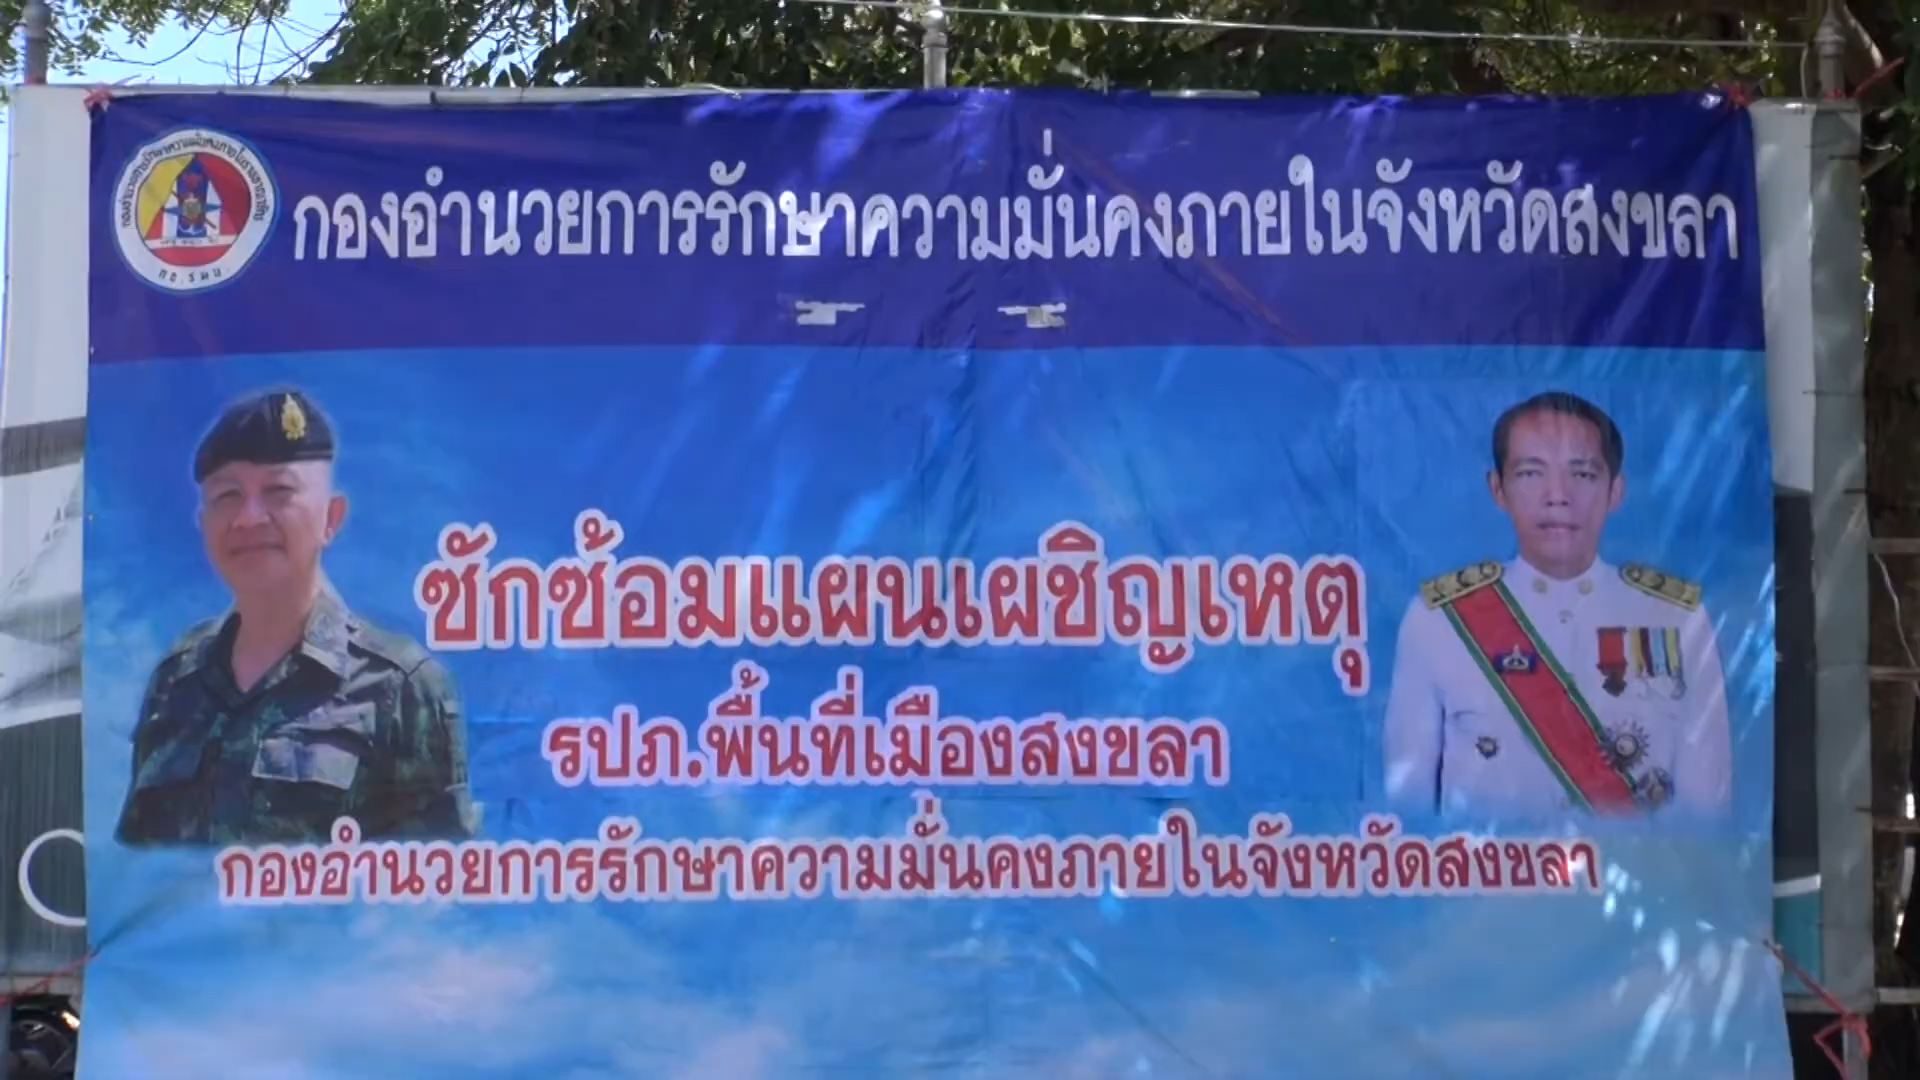 กองอำนวยการรักษาความมั่นคงภายในจังหวัดสงขลา
กอ.รมน.
ซักซ้อมแผนเผชิญเหตุ
รปภ.พื้นที่เมืองสงขลา
กองอำนวยการรักษาความมั่นคงภายในจังหวัดสงขลา